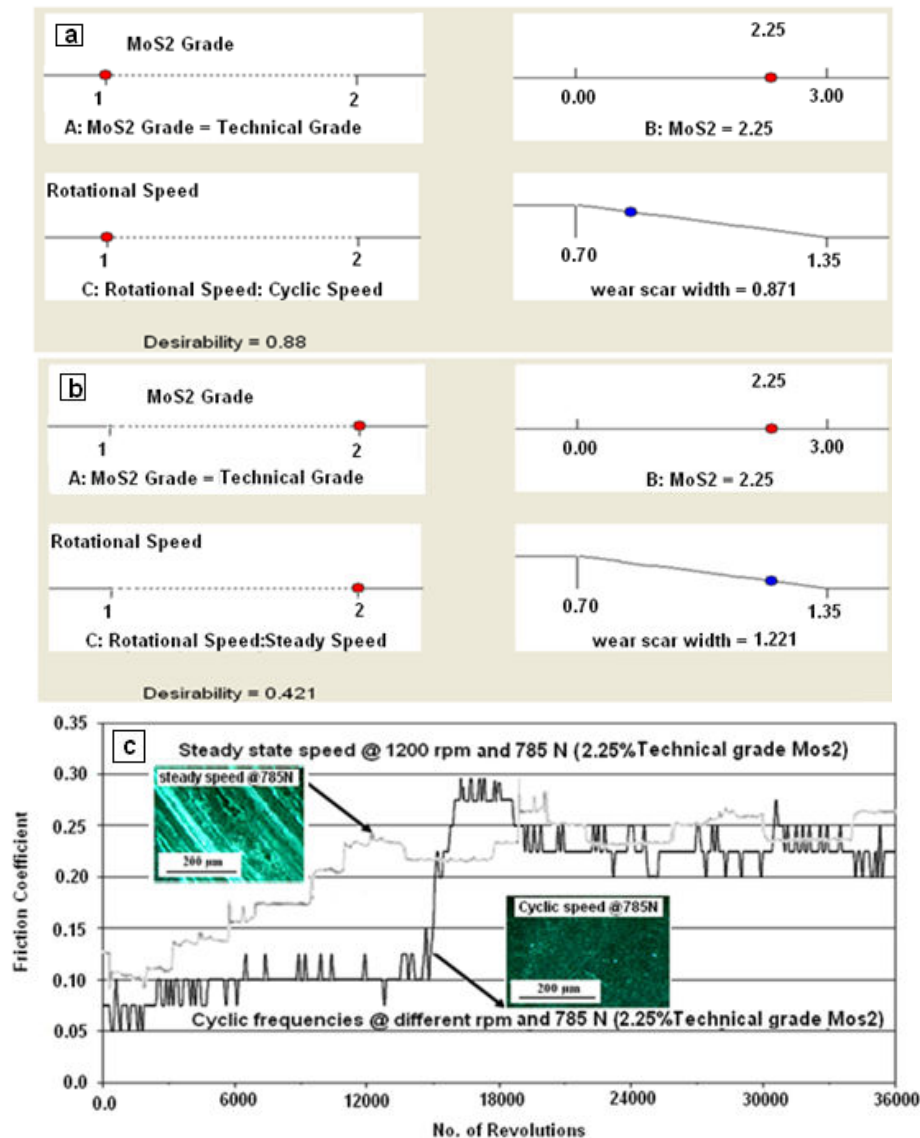 a
MoS2 Grade
1 2
A: MoS2 Grade = Technical Grade
2.25
0.00 3.00
B: MoS2 = 2.25
Rotational Speed
1 2
C: Rotational Speed: Cyclic Speed
0.70 1.35
wear scar width = 0.871
Desirability = 0.88
b
MoS2 Grade
1 2
A: MoS2 Grade = Technical Grade
2.25
0.00 3.00
B: MoS2 = 2.25
Rotational Speed
1 2
C: Rotational Speed:Steady Speed
0.70 1.35
wear scar width = 1.221
Desirability = 0.421
c
Steady state speed @ 1200 rpm and 785 N (2.25%Technical grade Mos2)
steady speed @785N
200 µm
Cyclic speed @785N
200 µm
Cyclic frequencies @ different rpm and 785 N (2.25%Technical grade Mos2)
Friction Coefficient
0.35
0.30
0.25
0.20
0.15
0.10
0.05
0.0
0.0 6000 12000 18000 24000 30000 36000
No. of Revolutions